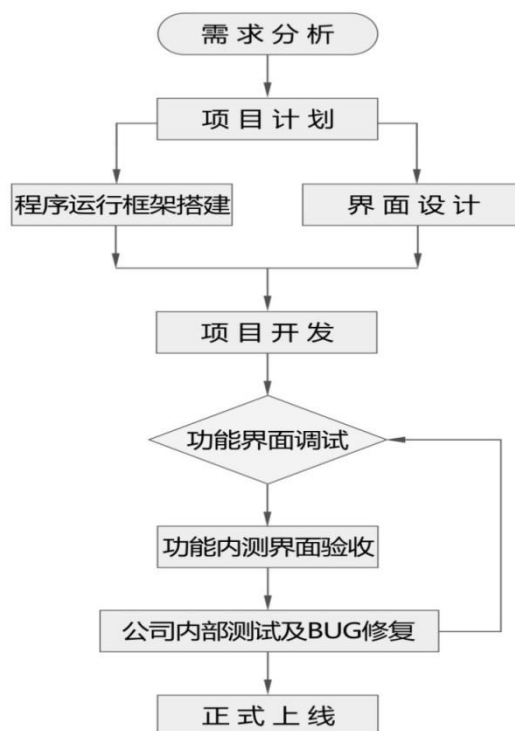 需求分析
项目计划
程序运行框架搭建
界面设计
项目开发
功能界面调试
功能内测界面验收
公司内部测试及BUG修复
正式上线